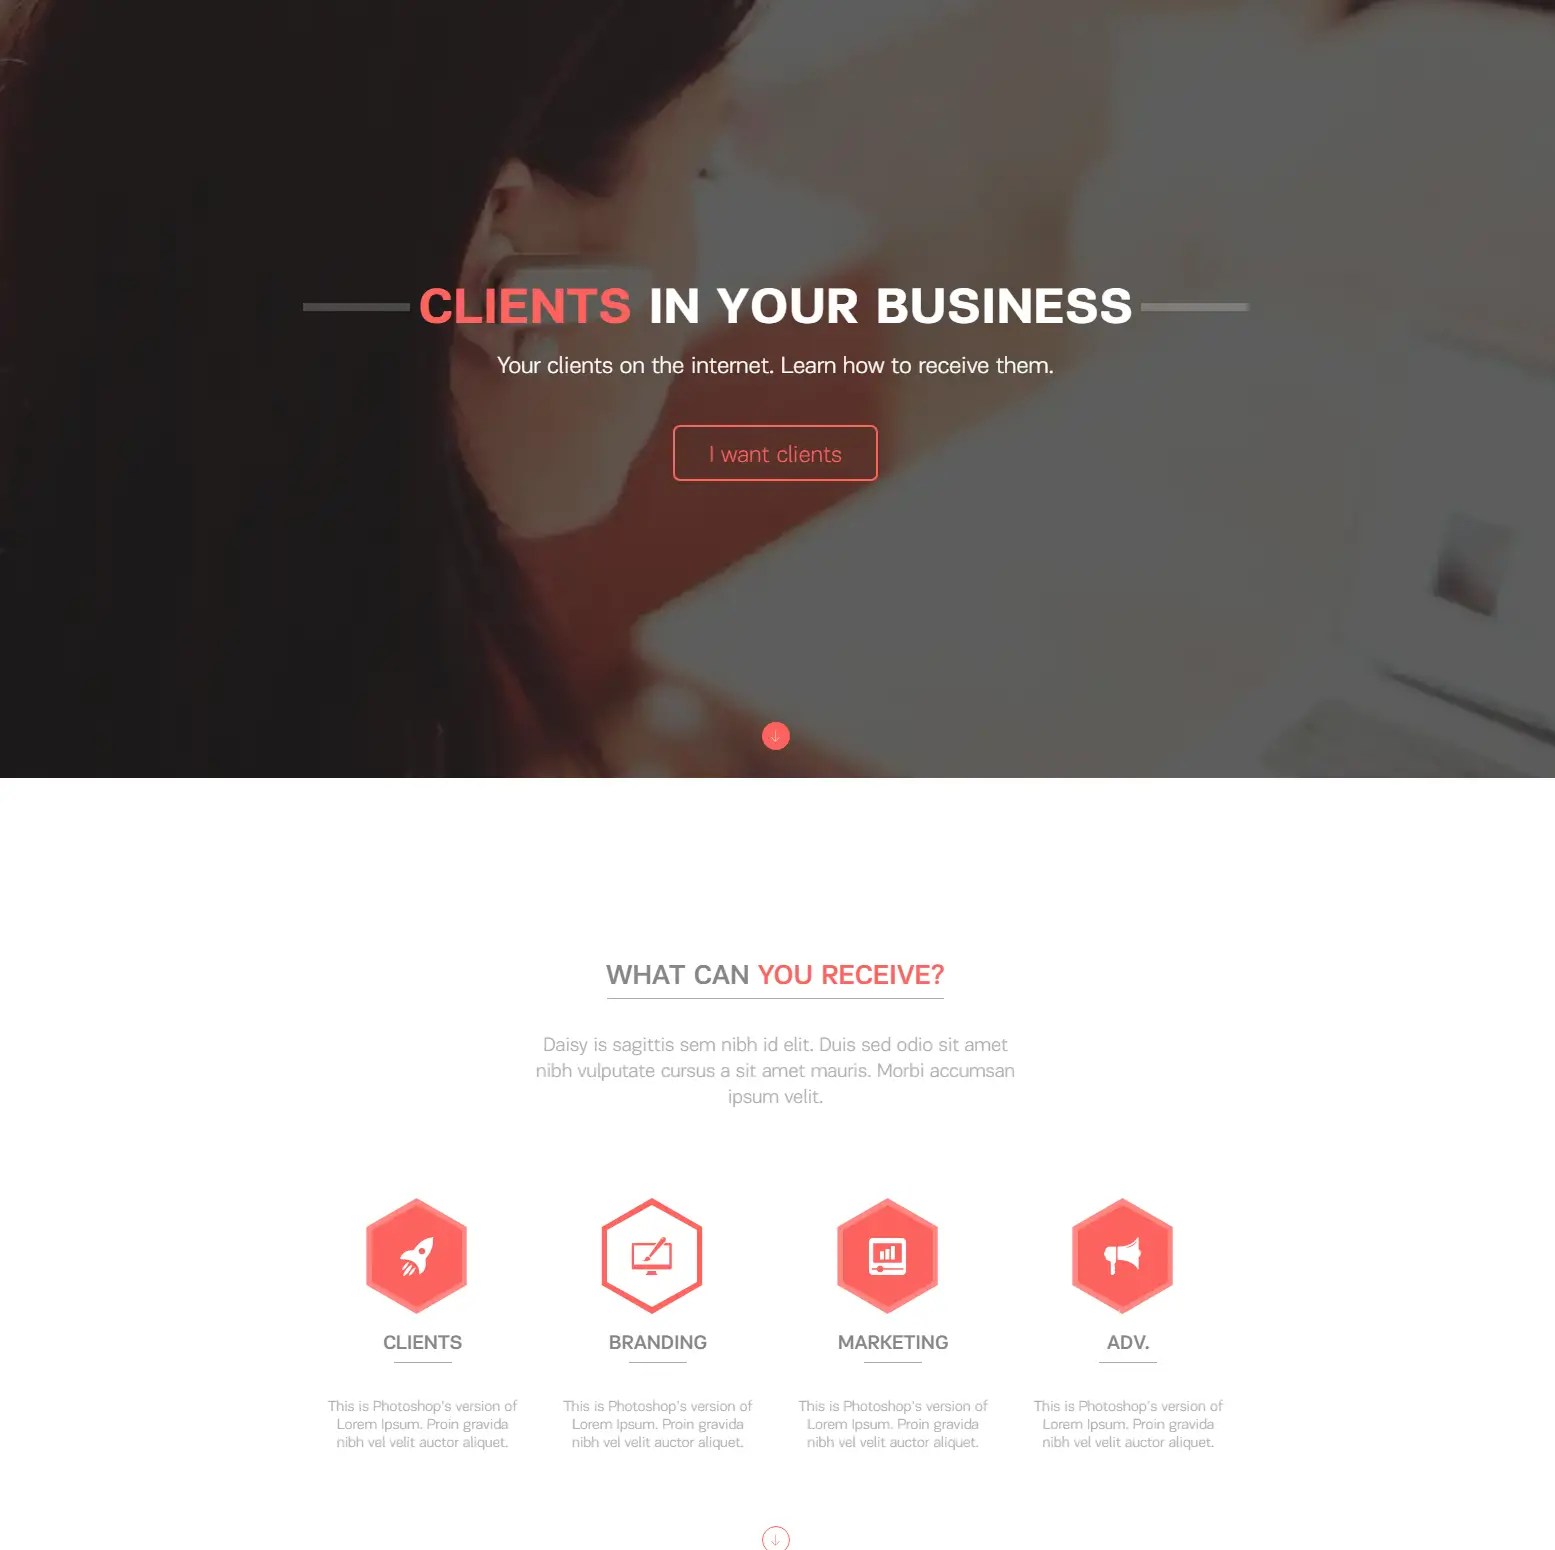 CLIENTS IN YOUR BUSINESS
Your clients on the internet. Learn how to receive them.
I want clients
WHAT CAN YOU RECEIVE?
Daisy is sagittis sem nibh id elit. Duis sed odio sit amet
nibh vulputate cursus a sit amet mauris. Morbi accumsan
ipsum velit.
CLIENTS
This is Photoshop's version of
Lorem Ipsum. Proin gravida
nibh vel velit auctor aliquet.
BRANDING
This is Photoshop's version of
Lorem Ipsum. Proin gravida
nibh vel velit auctor aliquet.
MARKETING
This is Photoshop's version of
Lorem Ipsum. Proin gravida
nibh vel velit auctor aliquet.
ADV.
This is Photoshop's version of
Lorem Ipsum. Proin gravida
nibh vel velit auctor aliquet.